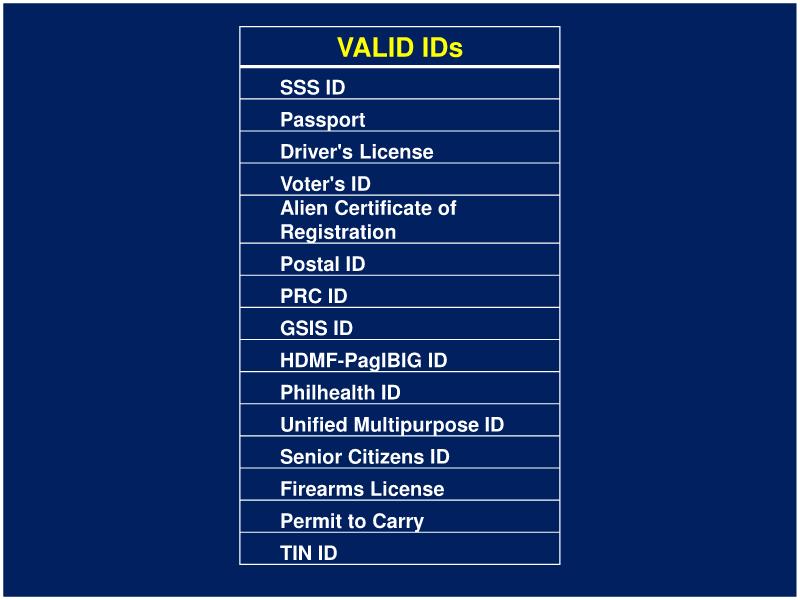 VALID IDs
SSS ID
Passport
Driver's License
Voter's ID
Alien Certificate of
Registration
Postal ID
PRC ID
GSIS ID
HDMF-PagIBIG ID
Philhealth ID
Unified Multipurpose ID
Senior Citizens ID
Firearms License
Permit to Carry
TIN ID